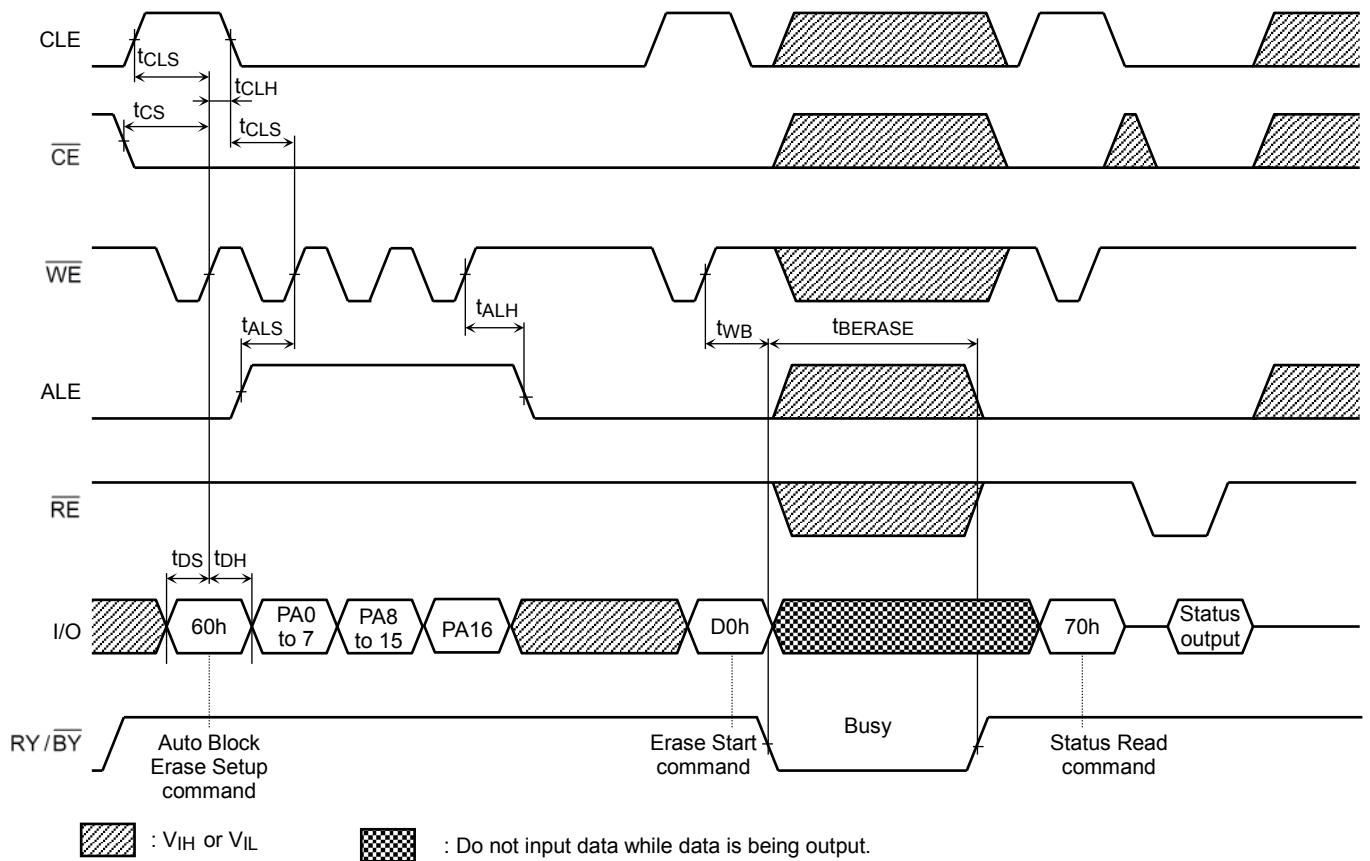 CLE
tCLS
tCLH
tCS
tCLS
CE
WE
tALS
tALH
tWB
tBERASE
ALE
RE
tDS
tDH
I/O
60h
PA0
to 7
PA8
to 15
PA16
D0h
70h
Status
output
RY/BY
Busy
Auto Block
Erase Setup
command
Erase Start
command
Status Read
command
: VIH or VIL
: Do not input data while data is being output.